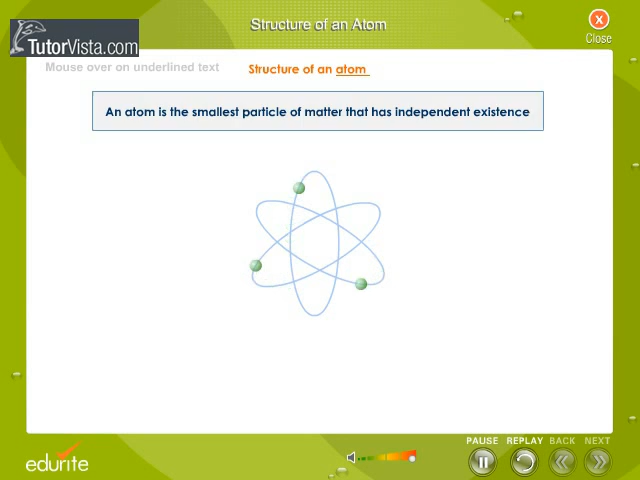 Structure of an Atom
X
Close
TutorVista.com
Mouse over on underlined text
Structure of an atom
An atom is the smallest particle of matter that has independent existence
PAUSE REPLAY BACK NEXT
edurite